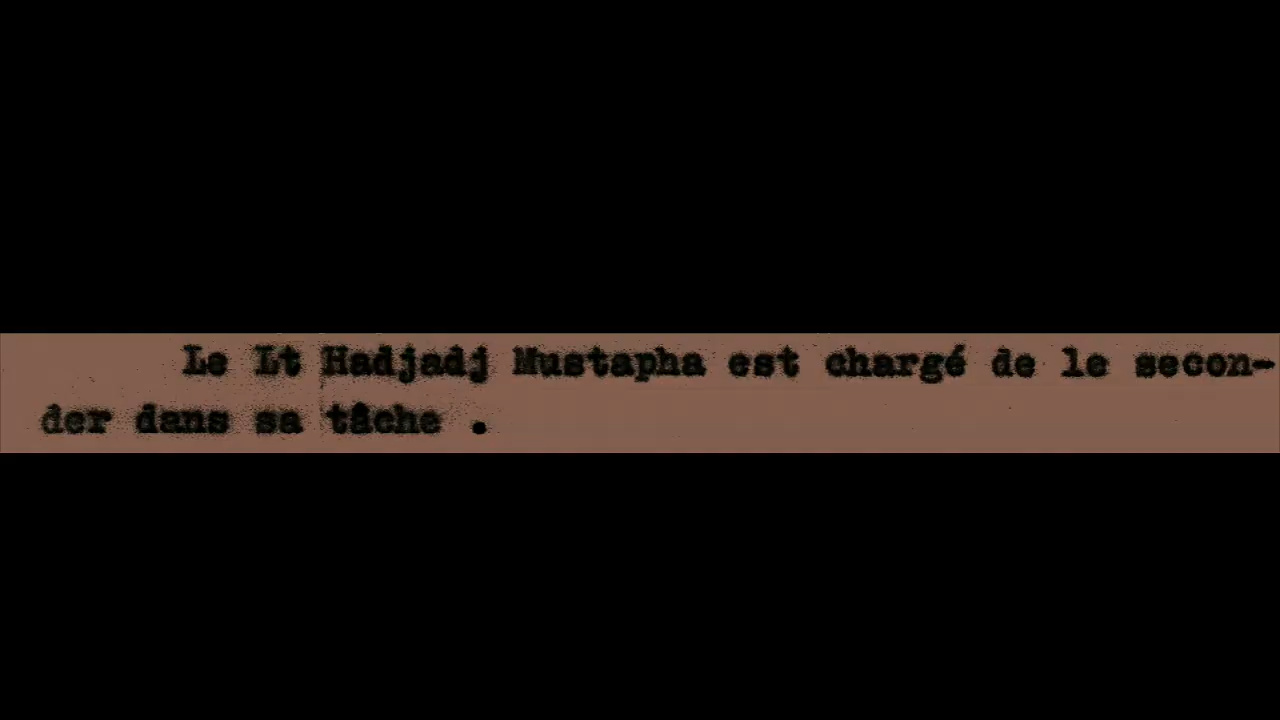 Le Lt Hadjadj Mustapha est chargé de le secon-
der dans sa tâche .